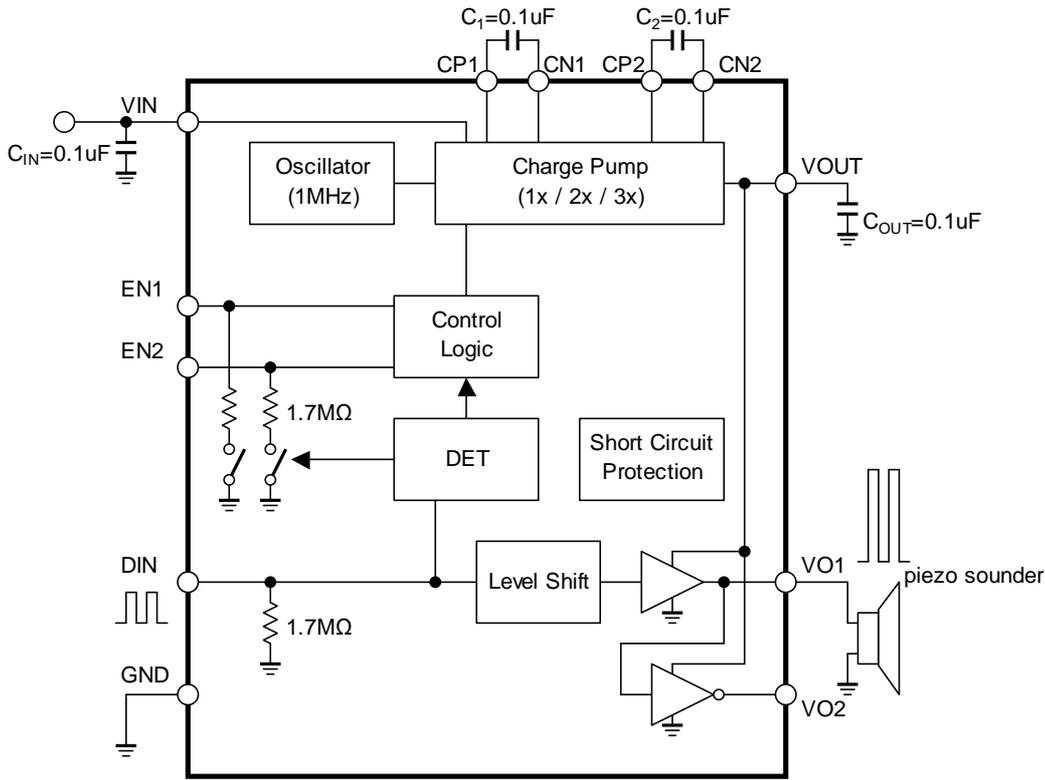 C1=0.1uF
C2=0.1uF
CP1
CN1
CP2
CN2
VIN
CIN=0.1uF
Oscillator
(1MHz)
Charge Pump
(1x / 2x / 3x)
VOUT
COUT=0.1uF
EN1
EN2
Control
Logic
1.7MΩ
DET
Short Circuit
Protection
DIN
Level Shift
VO1
piezo sounder
1.7MΩ
GND
VO2